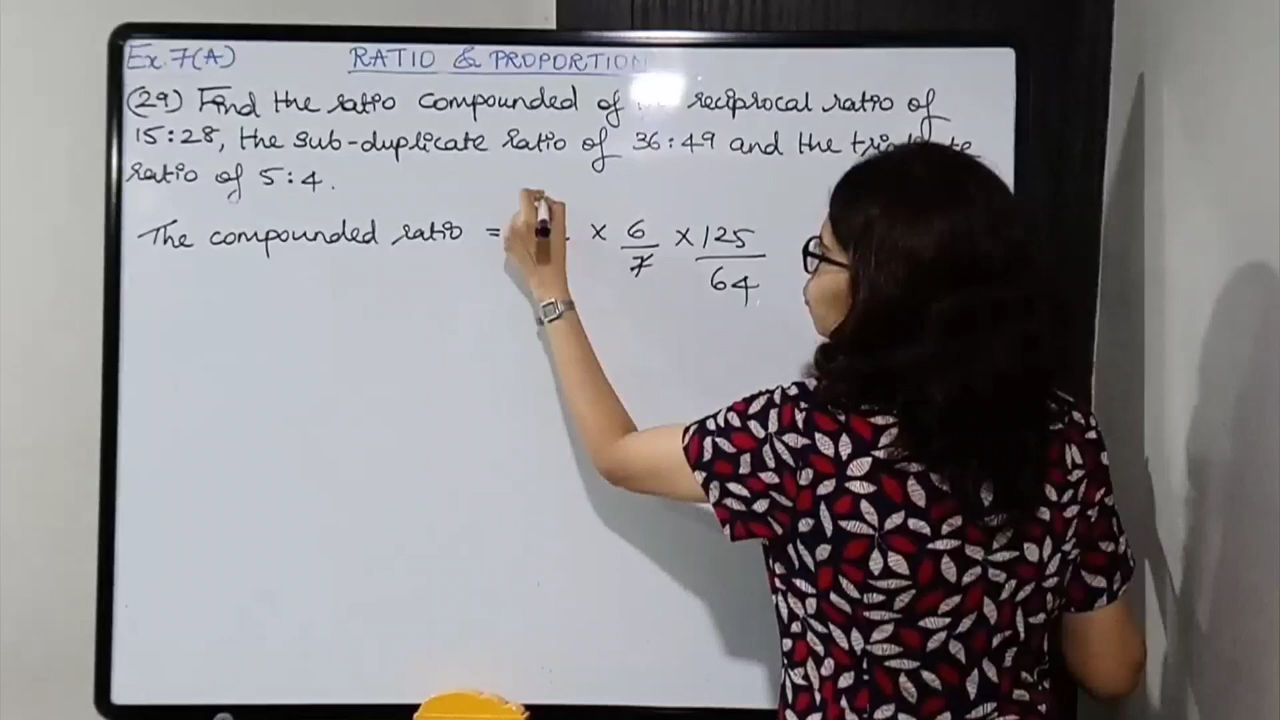 Ex.7(A) RATIO & PROPORTION
(29) Find the ratio compounded of reciprocal ratio of
15:28, the sub-duplicate ratio of 36:49 and the
ratio of 5:4.
The compounded ratio = × 6/7 × 125/64